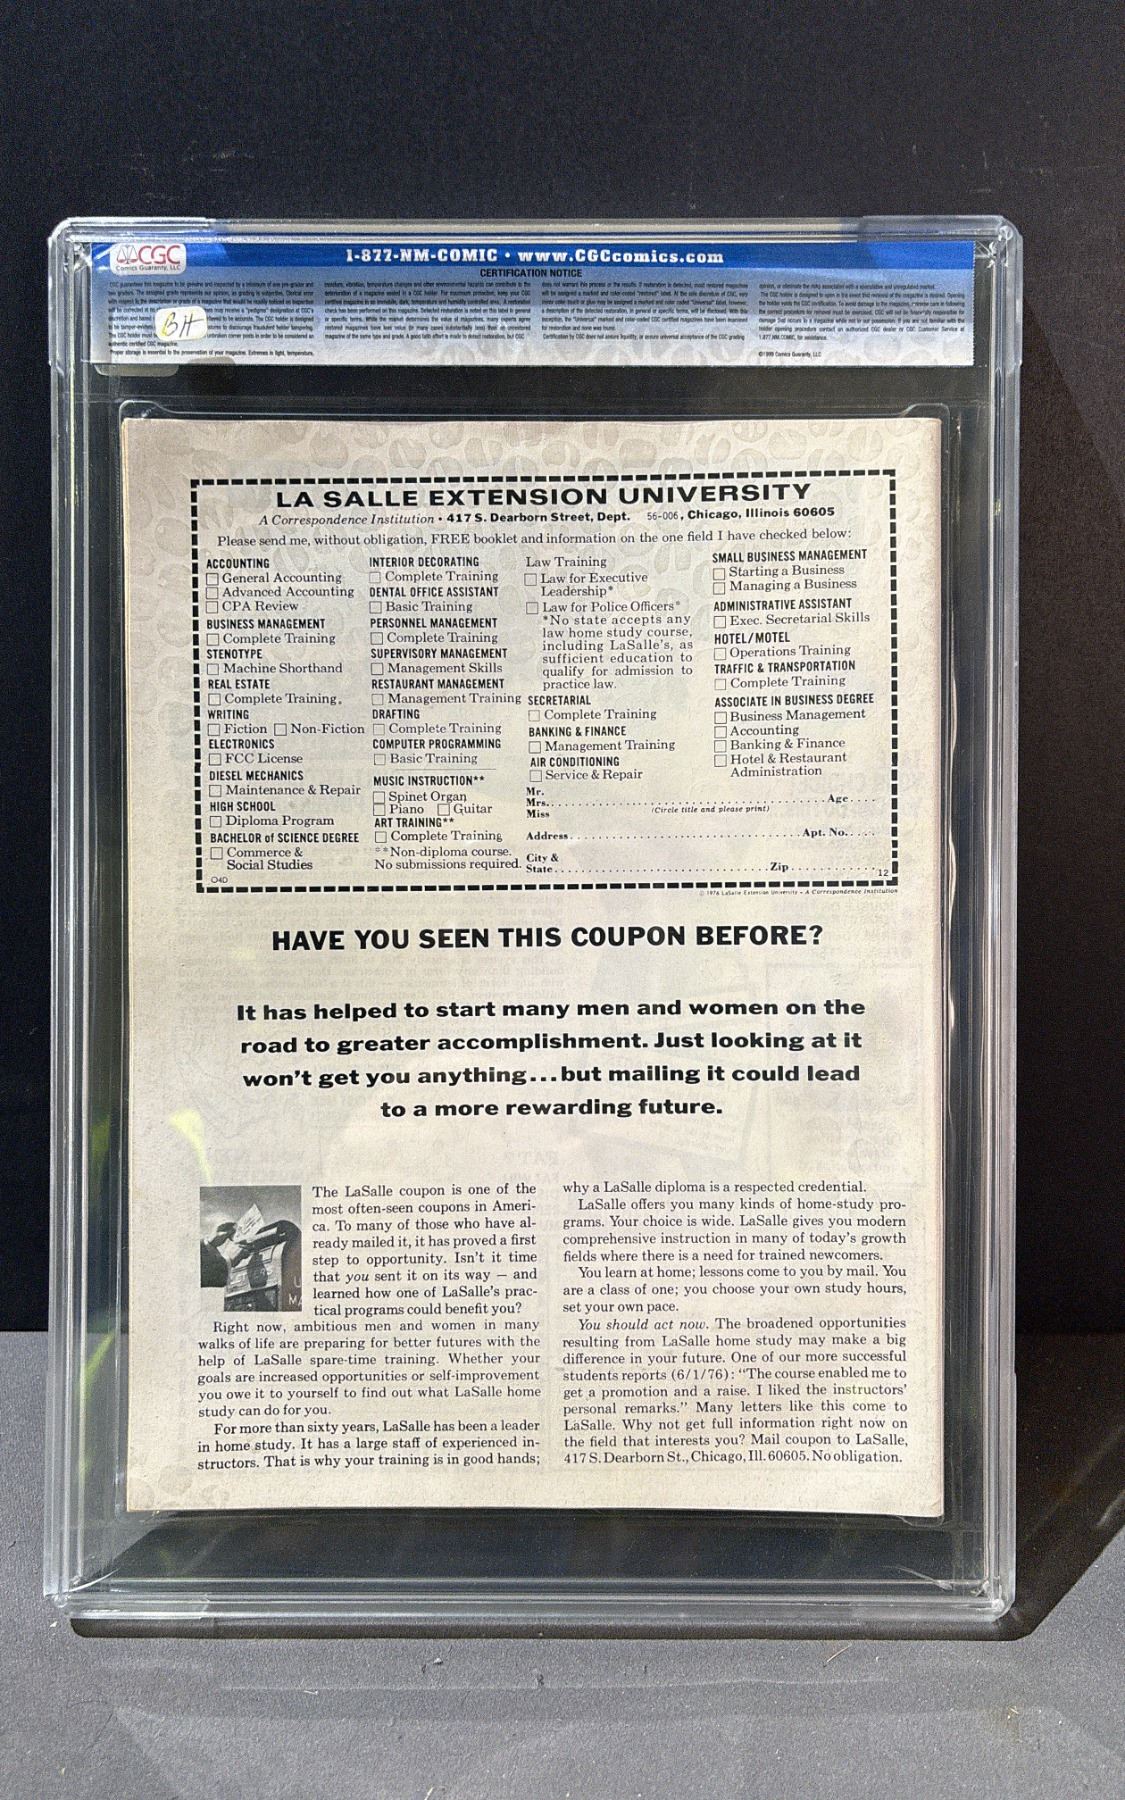 CGC
Comics Guaranty, LLC
1-877-NM-COMIC • www.CGCcomics.com
CERTIFICATION NOTICE
BH
©1999 Comics Guaranty, LLC
LA SALLE EXTENSION UNIVERSITY
A Correspondence Institution • 417 S. Dearborn Street, Dept. 56-006, Chicago, Illinois 60605
Please send me, without obligation, FREE booklet and information on the one field I have checked below:
ACCOUNTING
General Accounting
Advanced Accounting
CPA Review
BUSINESS MANAGEMENT
Complete Training
STENOTYPE
Machine Shorthand
REAL ESTATE
Complete Training
WRITING
Fiction Non-Fiction
ELECTRONICS
FCC License
DIESEL MECHANICS
Maintenance & Repair
HIGH SCHOOL
Diploma Program
BACHELOR of SCIENCE DEGREE
Commerce &
Social Studies
04D
INTERIOR DECORATING
Complete Training
DENTAL OFFICE ASSISTANT
Basic Training
PERSONNEL MANAGEMENT
Complete Training
SUPERVISORY MANAGEMENT
Management Skills
RESTAURANT MANAGEMENT
Management Training
DRAFTING
Complete Training
COMPUTER PROGRAMMING
Basic Training
MUSIC INSTRUCTION**
Spinet Organ
Piano Guitar
ART TRAINING**
Complete Training
**Non-diploma course.
No submissions required.
Law Training
Law for Executive
Leadership*
Law for Police Officers*
*No state accepts any
law home study course,
including LaSalle's, as
sufficient education to
qualify for admission to
practice law.
SECRETARIAL
Complete Training
BANKING & FINANCE
Management Training
AIR CONDITIONING
Service & Repair
SMALL BUSINESS MANAGEMENT
Starting a Business
Managing a Business
ADMINISTRATIVE ASSISTANT
Exec. Secretarial Skills
HOTEL/MOTEL
Operations Training
TRAFFIC & TRANSPORTATION
Complete Training
ASSOCIATE IN BUSINESS DEGREE
Business Management
Accounting
Banking & Finance
Hotel & Restaurant
Administration
Mr.
Mrs. Age
Miss (Circle title and please print)
Address Apt. No.
City &
State Zip
12
© 1976 LaSalle Extension University • A Correspondence Institution
HAVE YOU SEEN THIS COUPON BEFORE?
It has helped to start many men and women on the
road to greater accomplishment. Just looking at it
won't get you anything...but mailing it could lead
to a more rewarding future.
The LaSalle coupon is one of the
most often-seen coupons in Ameri-
ca. To many of those who have al-
ready mailed it, it has proved a first
step to opportunity. Isn't it time
that you sent it on its way — and
learned how one of LaSalle's prac-
tical programs could benefit you?
Right now, ambitious men and women in many
walks of life are preparing for better futures with the
help of LaSalle spare-time training. Whether your
goals are increased opportunities or self-improvement
you owe it to yourself to find out what LaSalle home
study can do for you.
For more than sixty years, LaSalle has been a leader
in home study. It has a large staff of experienced in-
structors. That is why your training is in good hands;
why a LaSalle diploma is a respected credential.
LaSalle offers you many kinds of home-study pro-
grams. Your choice is wide. LaSalle gives you modern
comprehensive instruction in many of today's growth
fields where there is a need for trained newcomers.
You learn at home; lessons come to you by mail. You
are a class of one; you choose your own study hours,
set your own pace.
You should act now. The broadened opportunities
resulting from LaSalle home study may make a big
difference in your future. One of our more successful
students reports (6/1/76): "The course enabled me to
get a promotion and a raise. I liked the instructors'
personal remarks." Many letters like this come to
LaSalle. Why not get full information right now on
the field that interests you? Mail coupon to LaSalle,
417 S. Dearborn St., Chicago, Ill. 60605. No obligation.